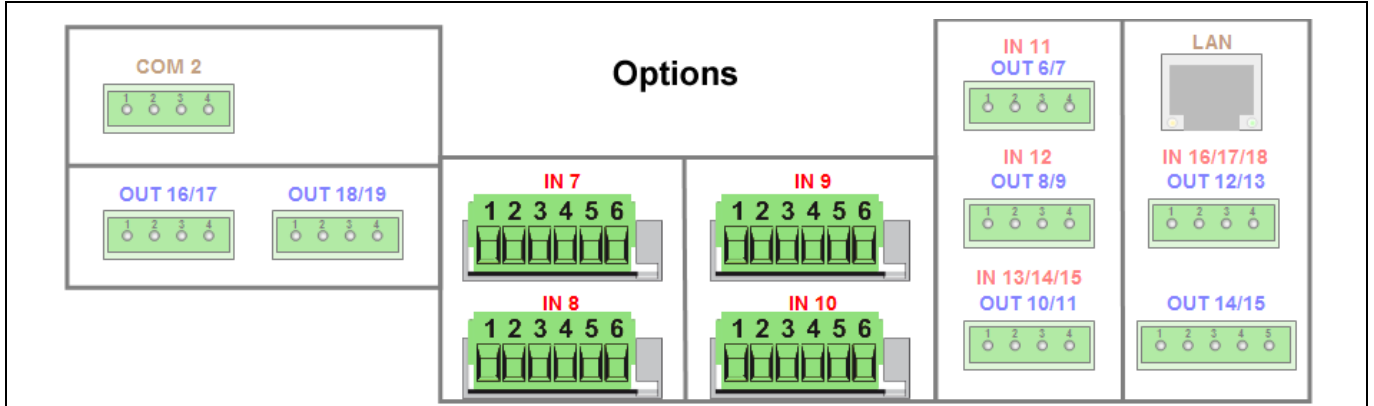 Options
COM 2
1 2 3 4
OUT 16/17
1 2 3 4
OUT 18/19
1 2 3 4
IN 7
1 2 3 4 5 6
IN 8
1 2 3 4 5 6
IN 9
1 2 3 4 5 6
IN 10
1 2 3 4 5 6
IN 11
OUT 6/7
1 2 3 4
IN 12
OUT 8/9
1 2 3 4
IN 13/14/15
OUT 10/11
1 2 3 4
LAN
IN 16/17/18
OUT 12/13
1 2 3 4
OUT 14/15
1 2 3 4 5